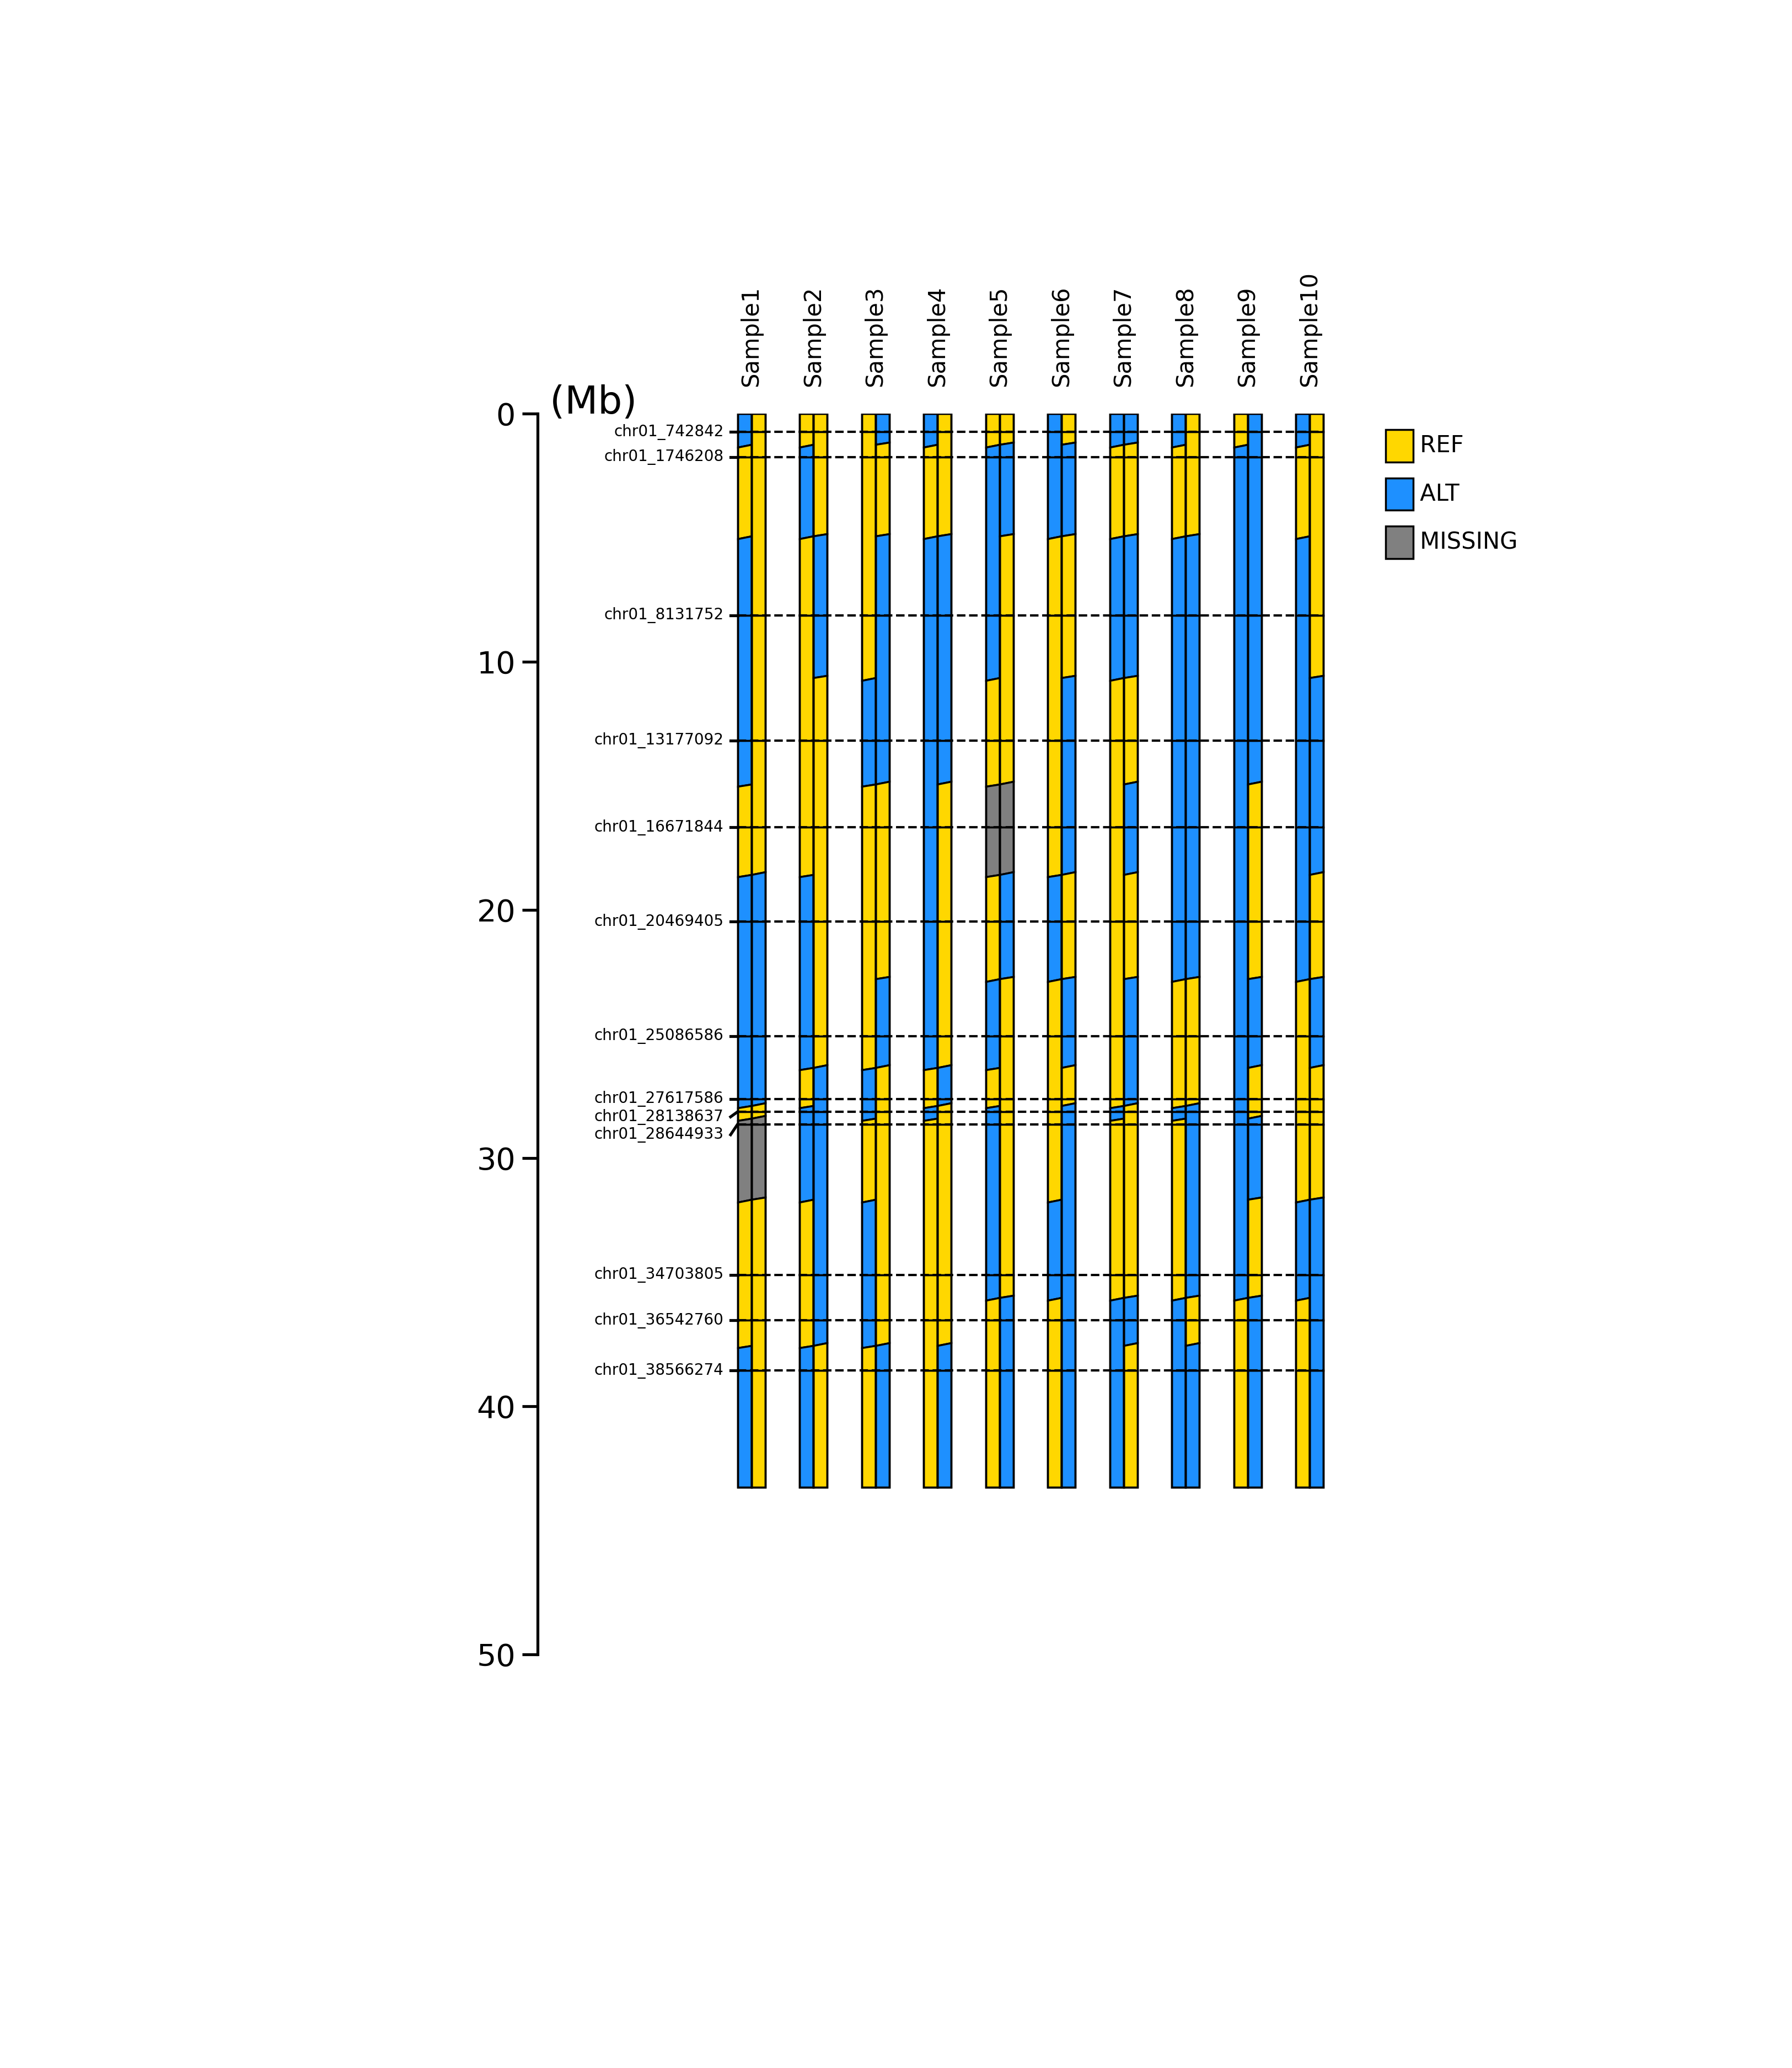 Sample1
Sample2
Sample3
Sample4
Sample5
Sample6
Sample7
Sample8
Sample9
Sample10
(Mb)
0
10
20
30
40
50
chr01_742842
chr01_1746208
chr01_8131752
chr01_13177092
chr01_16671844
chr01_20469405
chr01_25086586
chr01_27617586
chr01_28138637
chr01_28644933
chr01_34703805
chr01_36542760
chr01_38566274
REF
ALT
MISSING